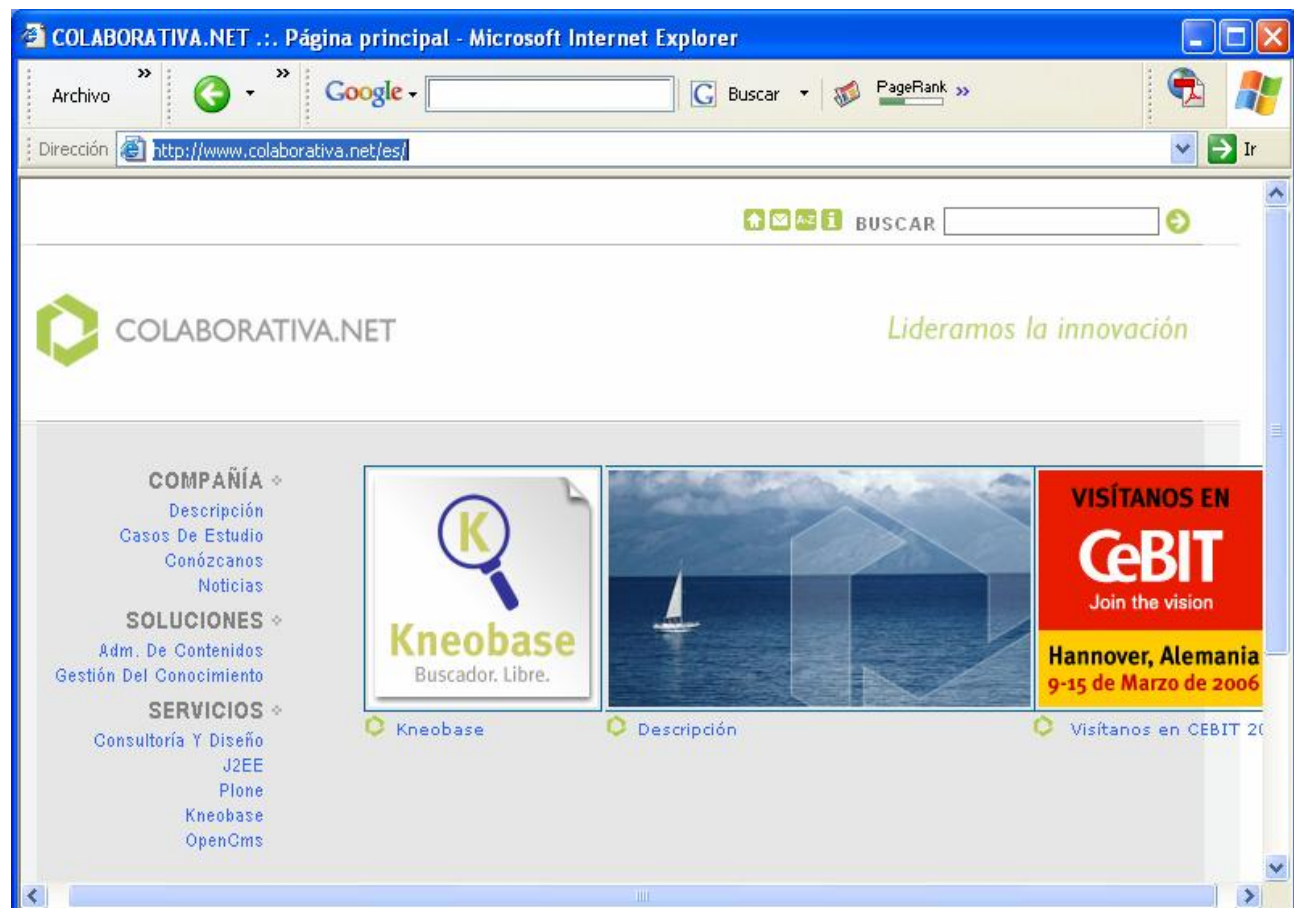 COLABORATIVA.NET .:. Página principal - Microsoft Internet Explorer
Archivo » » Google Buscar PageRank »
Dirección http://www.colaborativa.net/es/ Ir
A-Z i BUSCAR
COLABORATIVA.NET Lideramos la innovación
COMPAÑÍA
Descripción
Casos De Estudio
Conózcanos
Noticias
SOLUCIONES
Adm. De Contenidos
Gestión Del Conocimiento
SERVICIOS
Consultoría Y Diseño
J2EE
Plone
Kneobase
OpenCms
K
Kneobase
Buscador. Libre.
Kneobase
Descripción
VISÍTANOS EN
CeBIT
Join the vision
Hannover, Alemania
9-15 de Marzo de 2006
Visítanos en CEBIT 20